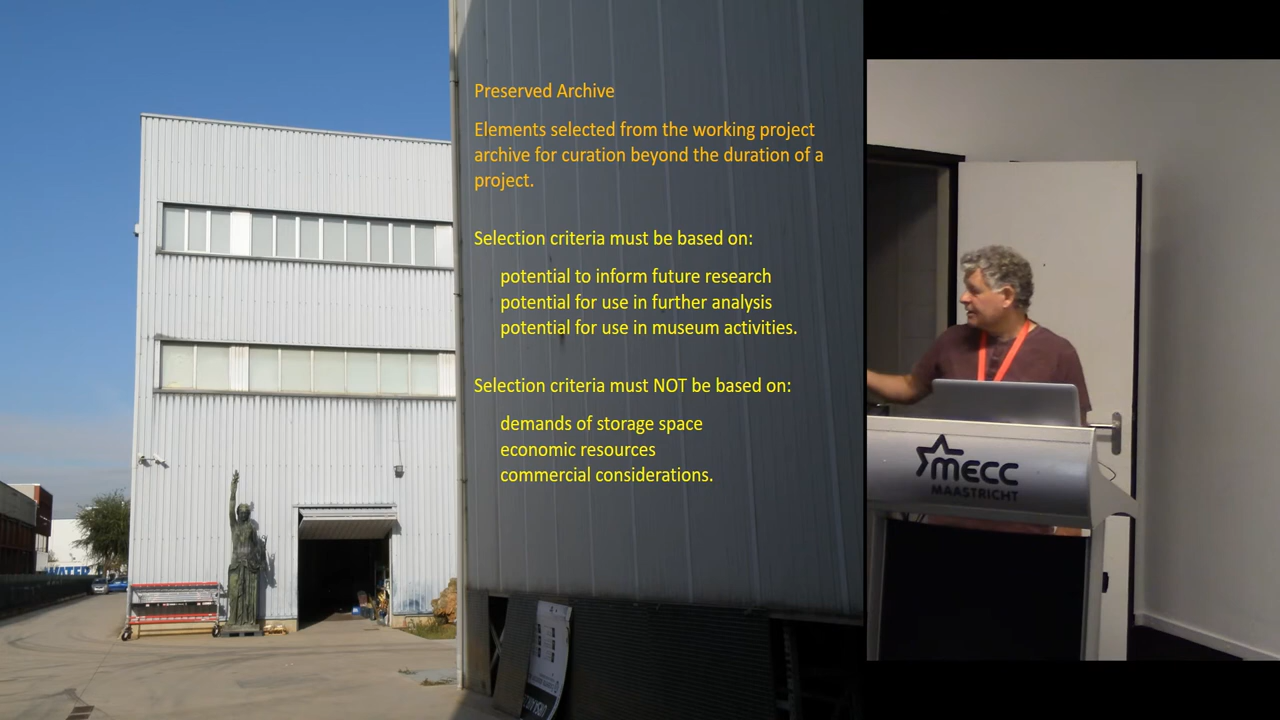 Preserved Archive
Elements selected from the working project
archive for curation beyond the duration of a
project.
Selection criteria must be based on:
potential to inform future research
potential for use in further analysis
potential for use in museum activities.
Selection criteria must NOT be based on:
demands of storage space
economic resources
commercial considerations.
WATER
mecc
MAASTRICHT